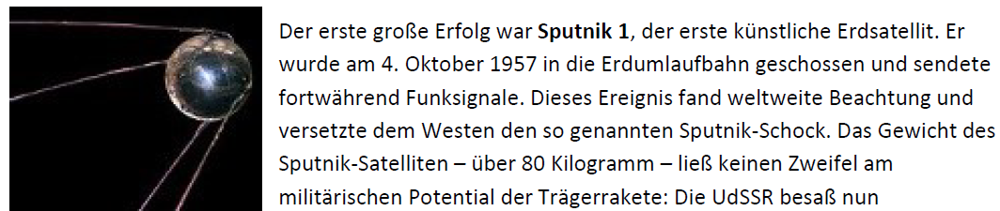 Der erste große Erfolg war Sputnik 1, der erste künstliche Erdsatellit. Er
wurde am 4. Oktober 1957 in die Erdumlaufbahn geschossen und sendete
fortwährend Funksignale. Dieses Ereignis fand weltweite Beachtung und
versetzte dem Westen den so genannten Sputnik-Schock. Das Gewicht des
Sputnik-Satelliten – über 80 Kilogramm – ließ keinen Zweifel am
militärischen Potential der Trägerrakete: Die UdSSR besaß nun